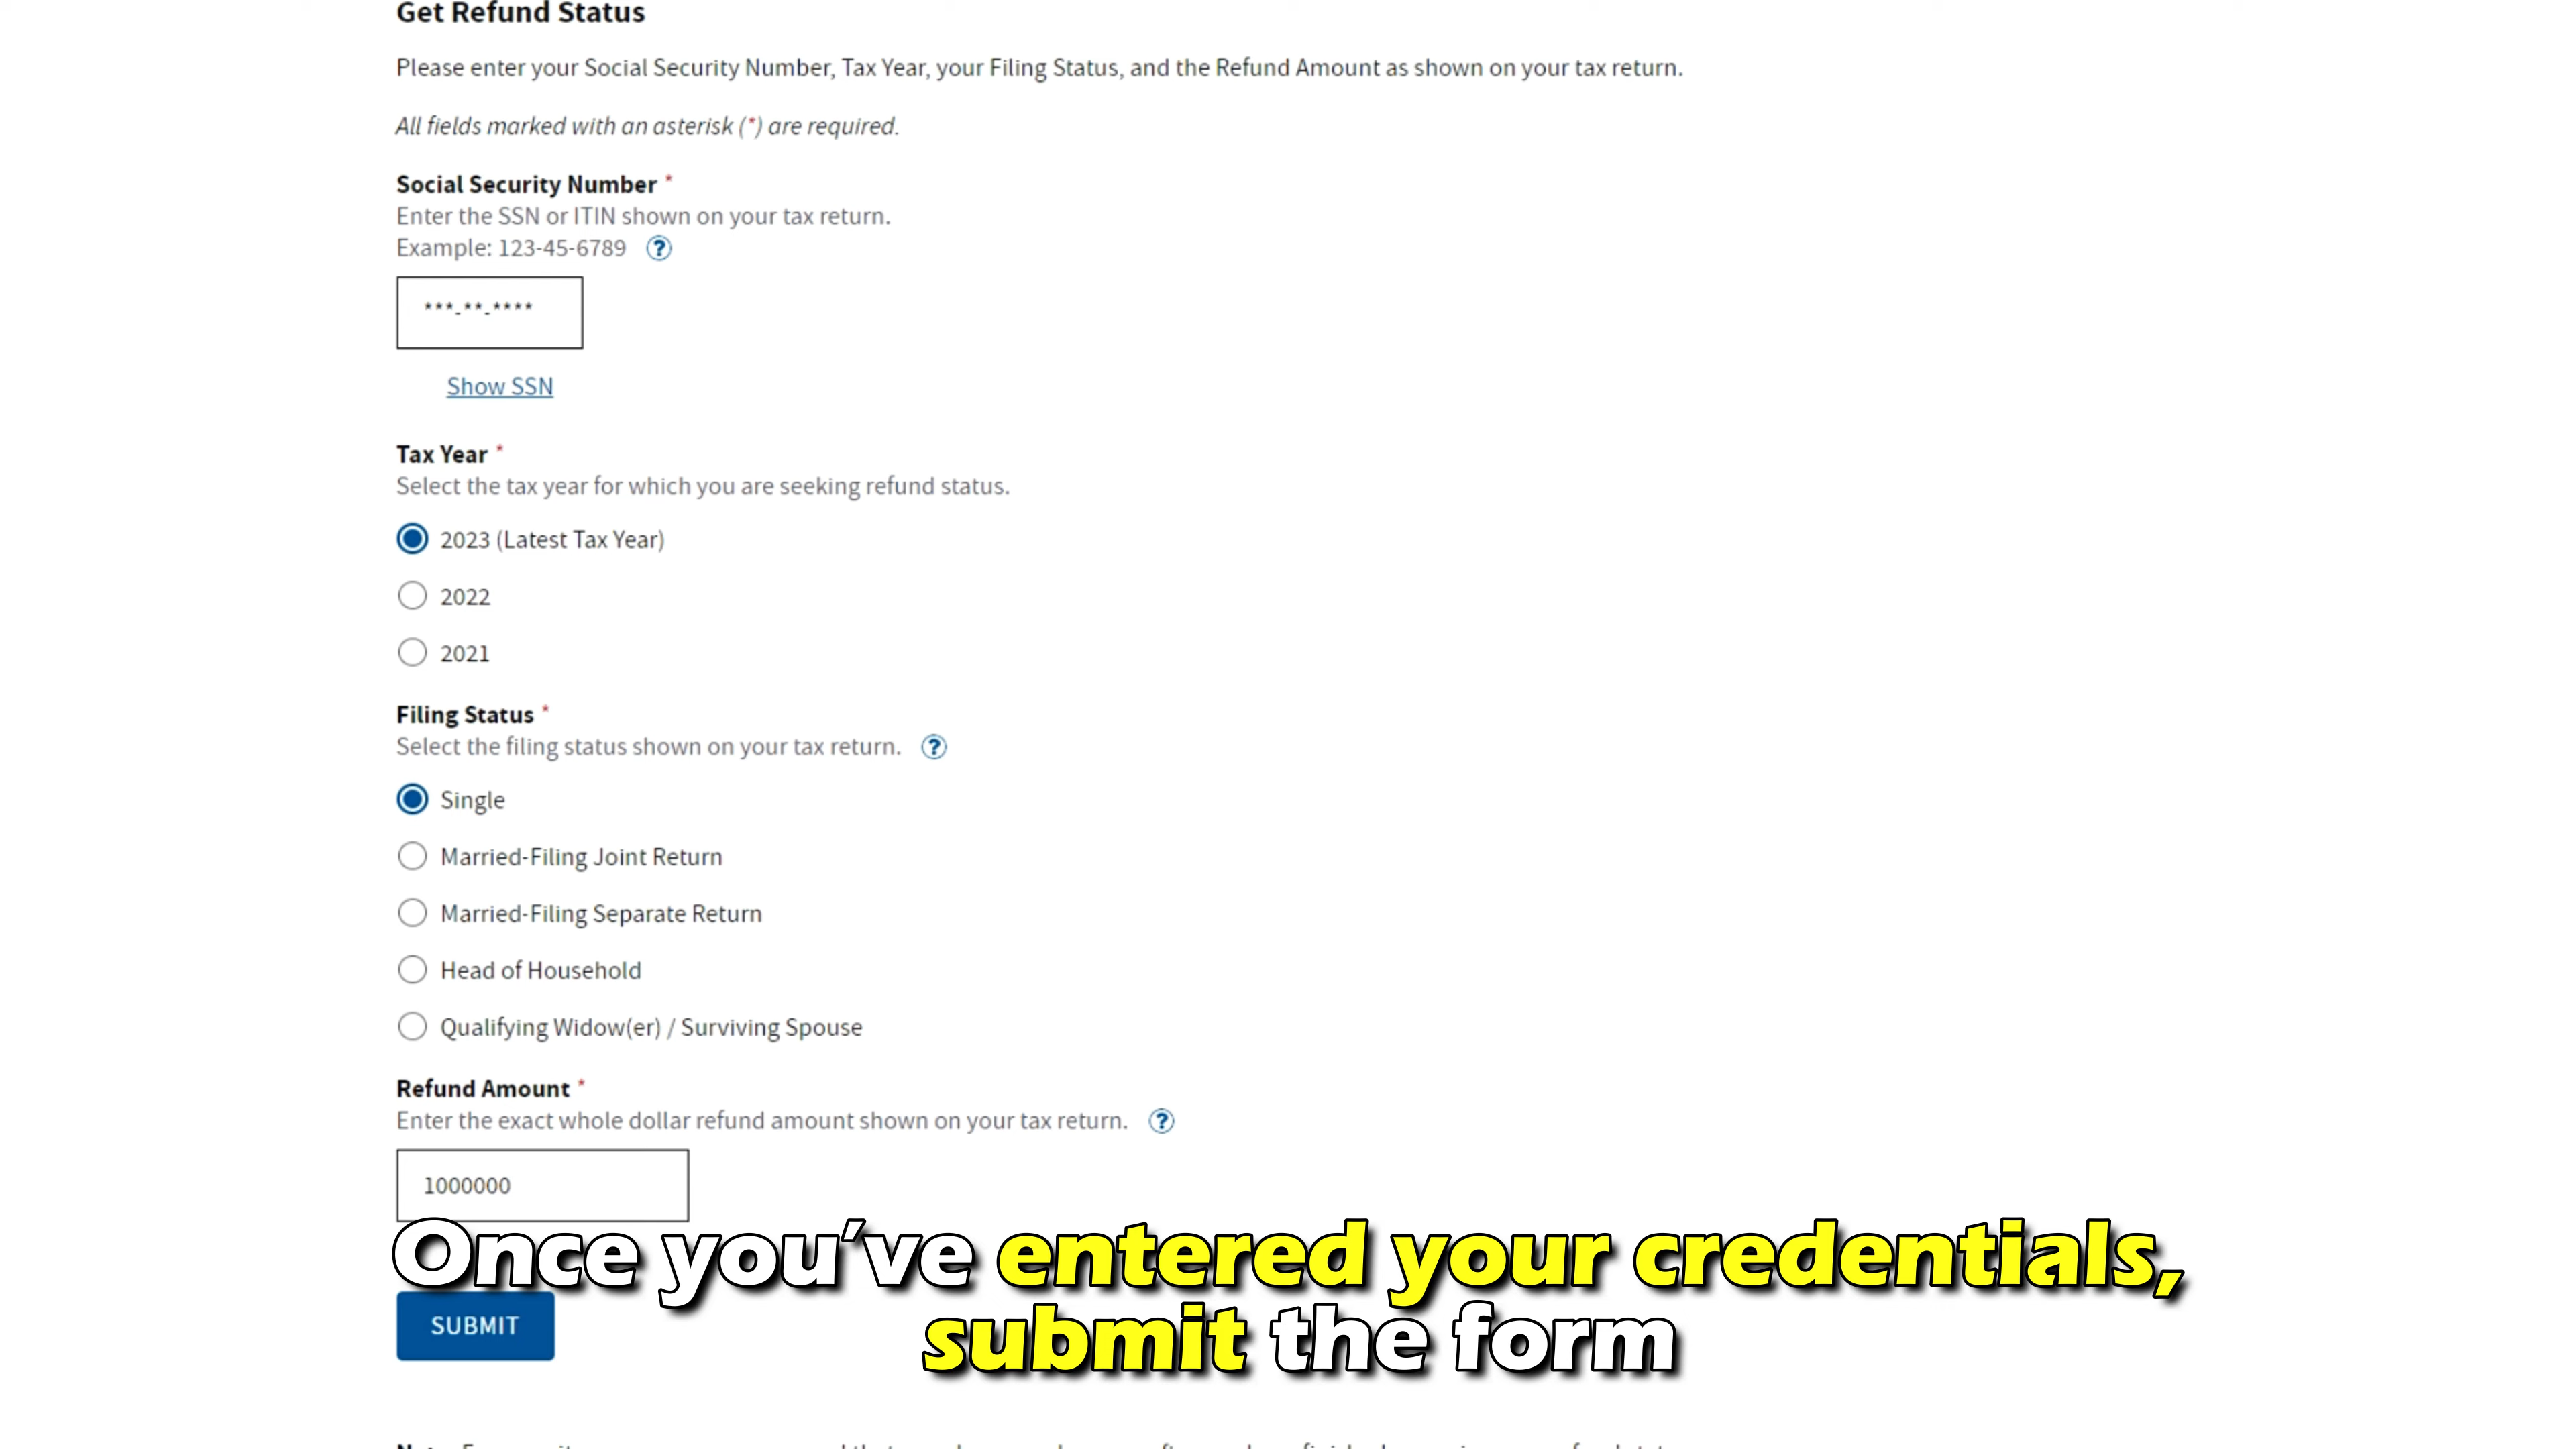 Get Refund Status
Please enter your Social Security Number, Tax Year, your Filing Status, and the Refund Amount as shown on your tax return.
All fields marked with an asterisk (*) are required.
Social Security Number *
Enter the SSN or ITIN shown on your tax return.
Example: 123-45-6789 ?
***-**-****
Show SSN
Tax Year *
Select the tax year for which you are seeking refund status.
2023 (Latest Tax Year)
2022
2021
Filing Status *
Select the filing status shown on your tax return. ?
Single
Married-Filing Joint Return
Married-Filing Separate Return
Head of Household
Qualifying Widow(er) / Surviving Spouse
Refund Amount *
Enter the exact whole dollar refund amount shown on your tax return. ?
1000000
Once you've entered your credentials,
submit the form
SUBMIT